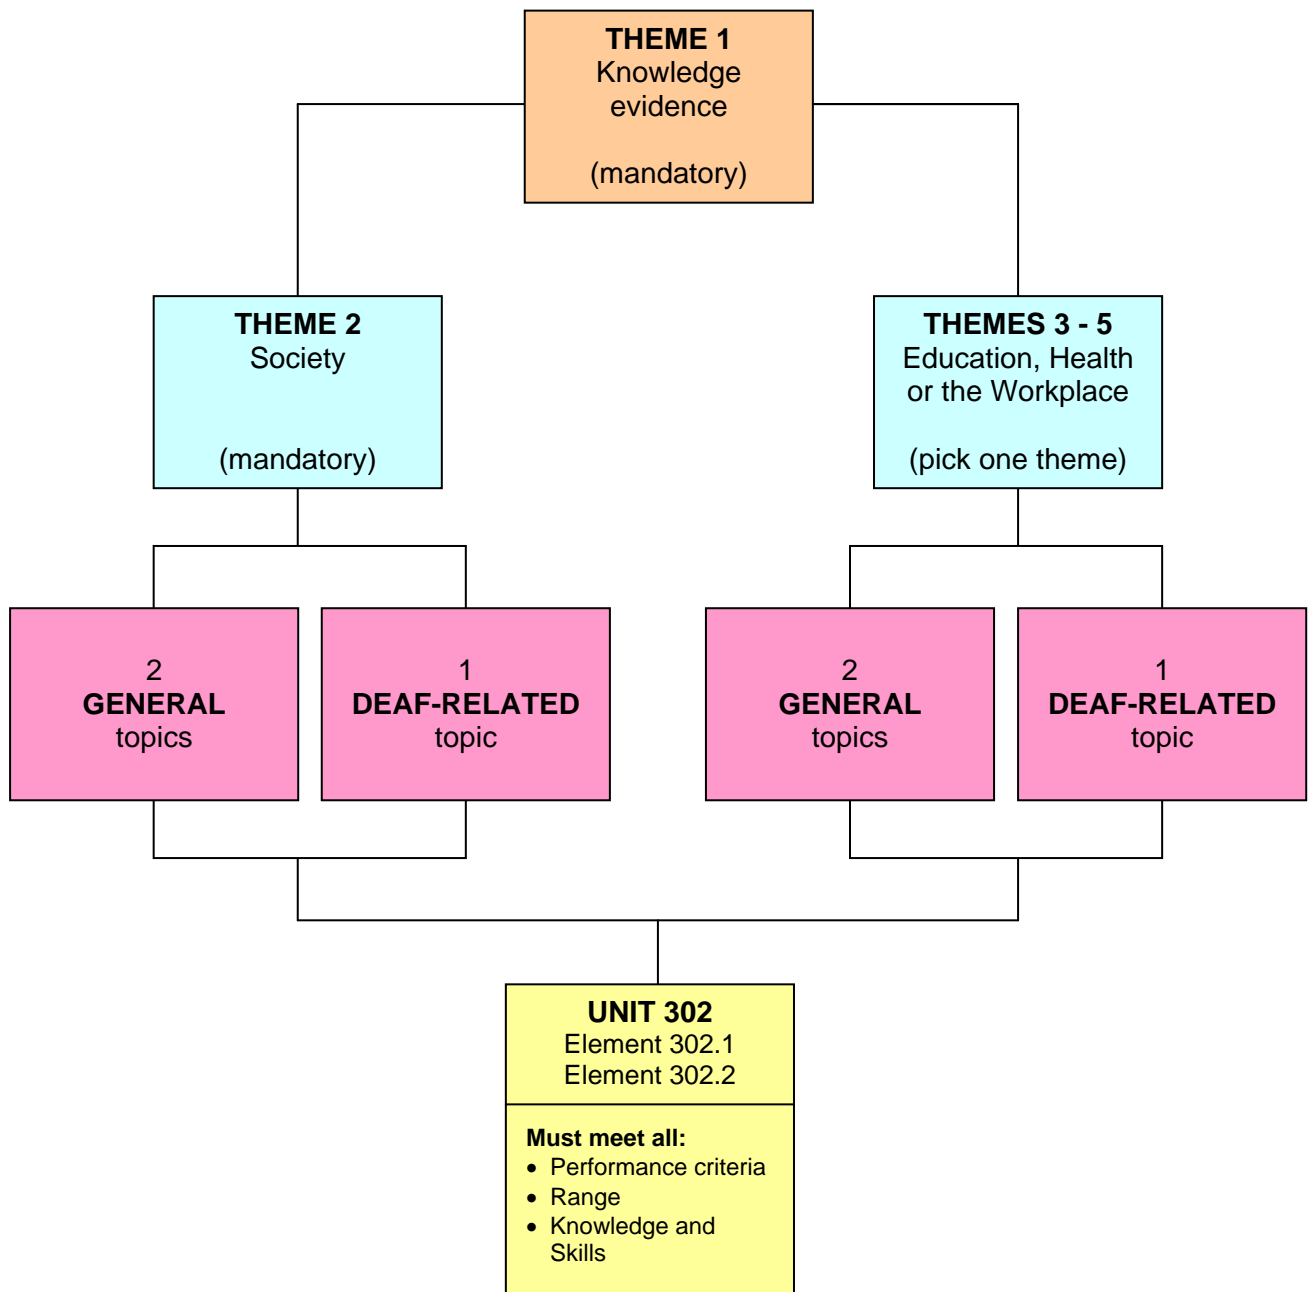 THEME 1
Knowledge
evidence
(mandatory)
THEME 2
Society
(mandatory)
THEMES 3 - 5
Education, Health
or the Workplace
(pick one theme)
2
GENERAL
topics
1
DEAF-RELATED
topic
2
GENERAL
topics
1
DEAF-RELATED
topic
UNIT 302
Element 302.1
Element 302.2
Must meet all:
• Performance criteria
• Range
• Knowledge and
Skills